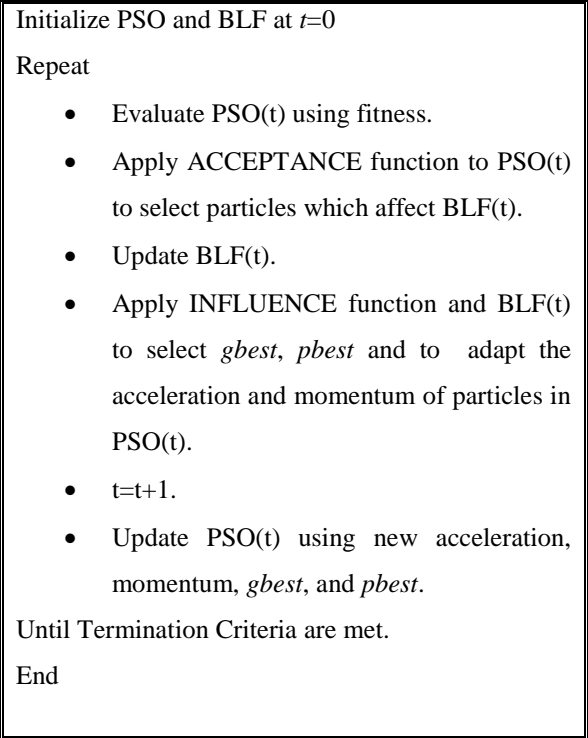 Initialize PSO and BLF at t=0
Repeat
• Evaluate PSO(t) using fitness.
• Apply ACCEPTANCE function to PSO(t)
to select particles which affect BLF(t).
• Update BLF(t).
• Apply INFLUENCE function and BLF(t)
to select gbest, pbest and to adapt the
acceleration and momentum of particles in
PSO(t).
• t=t+1.
• Update PSO(t) using new acceleration,
momentum, gbest, and pbest.
Until Termination Criteria are met.
End